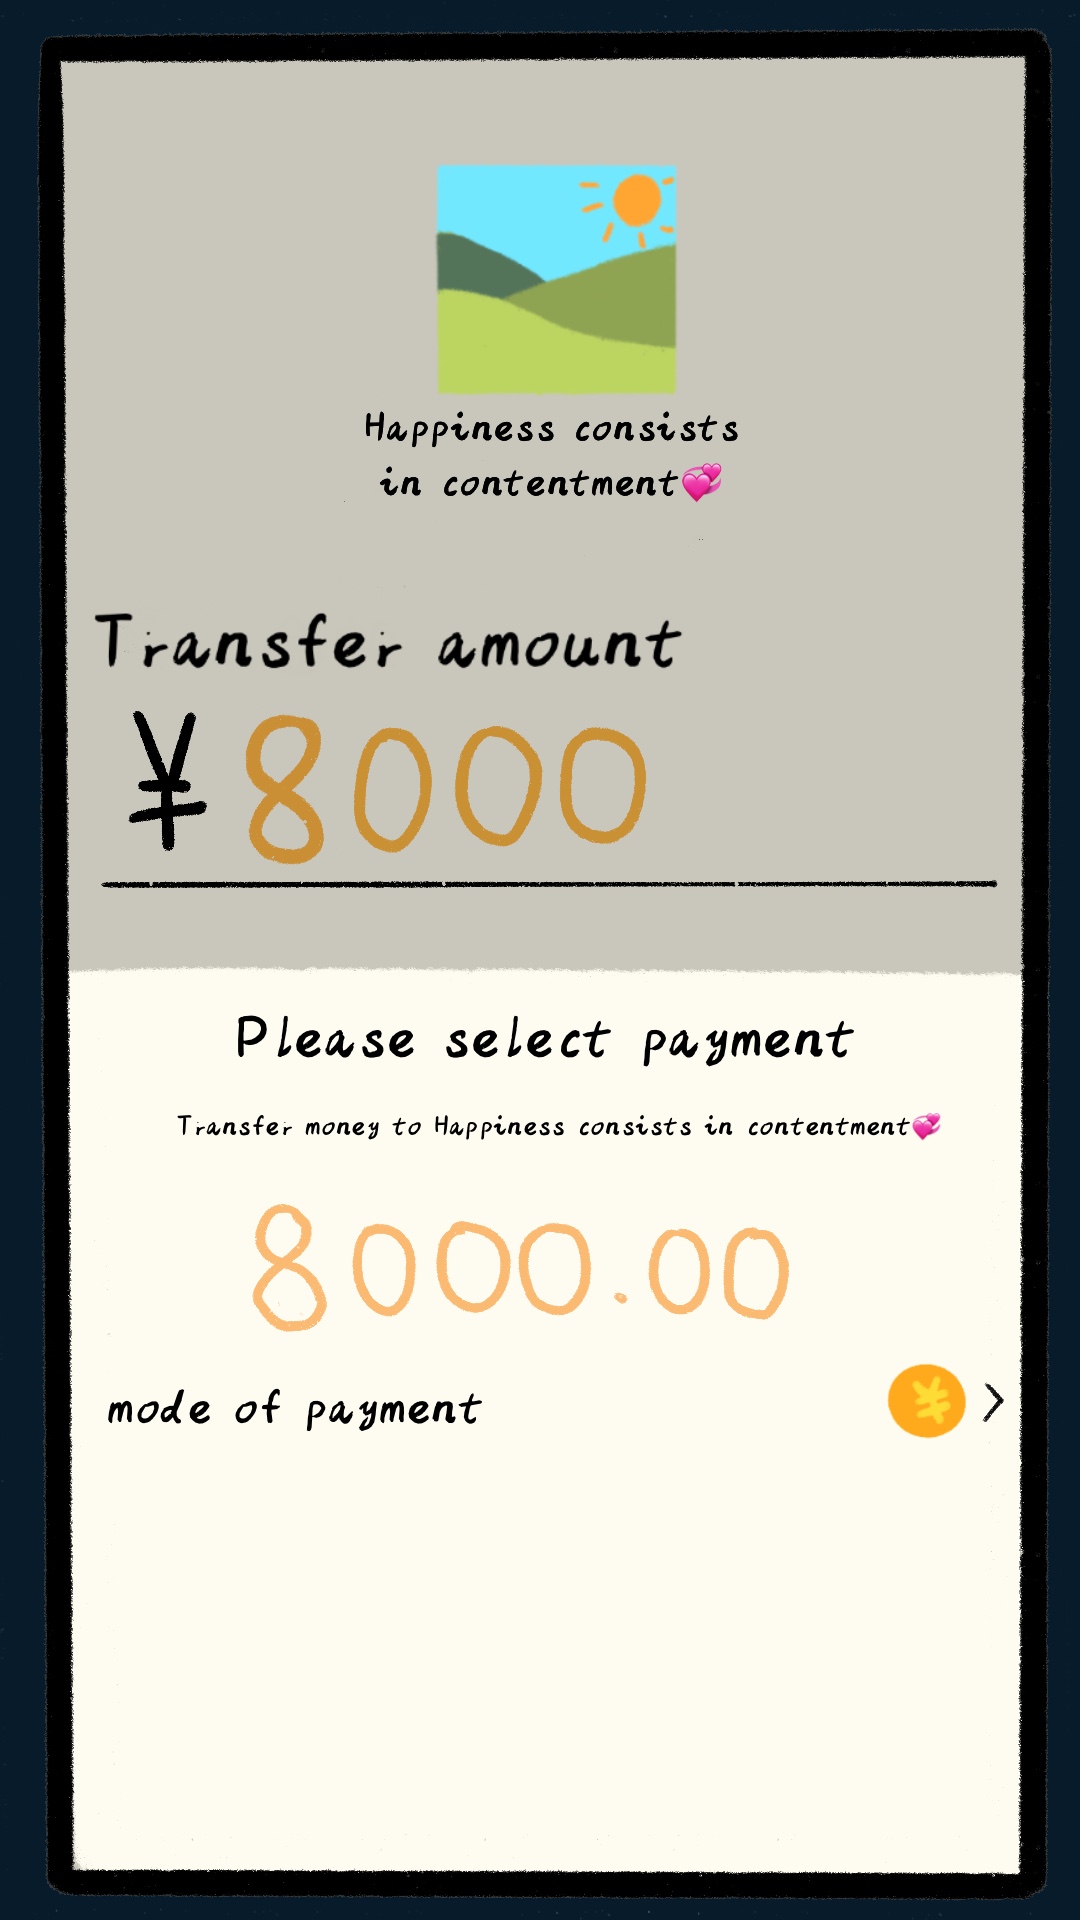 Happiness consists
in contentment💞
Transfer amount
¥8000
Please select payment
Transfer money to Happiness consists in contentment💞
8000.00
mode of payment ¥ >